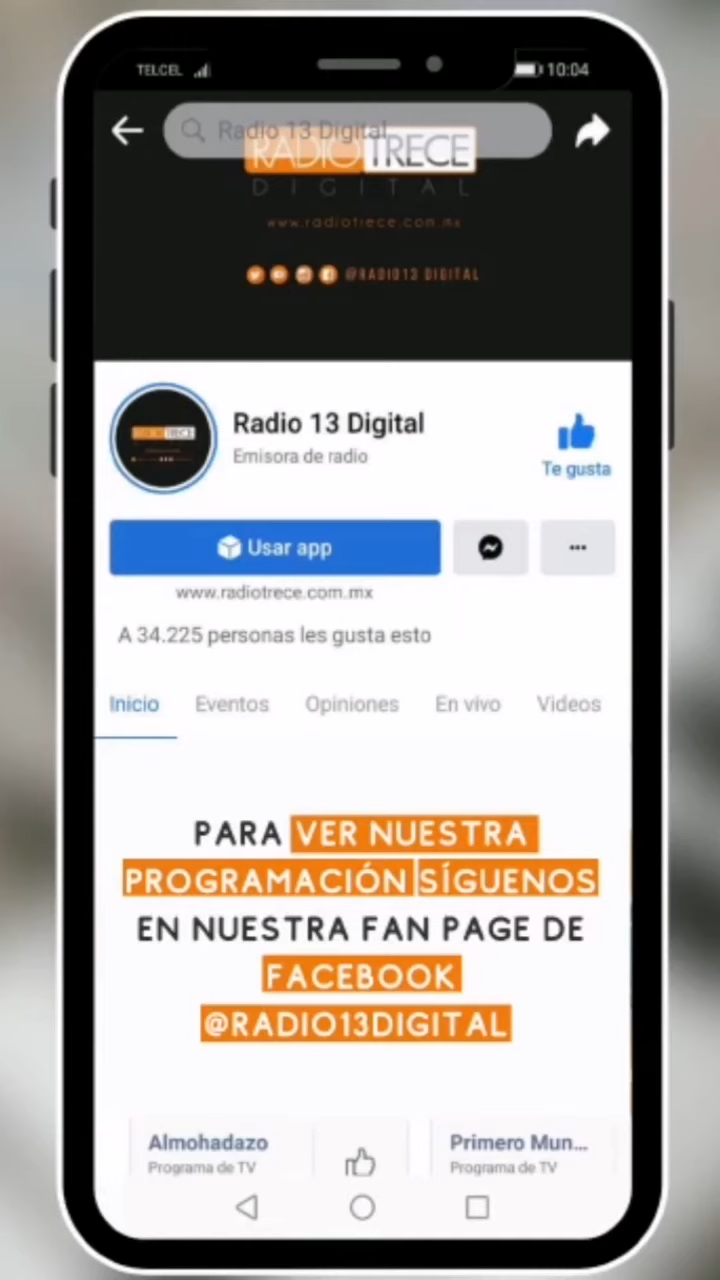 TELCEL
10:04
Radio 13 Digital
RADIO TRECE
DIGITAL
www.radiotrece.com.mx
@RADIO13 DIGITAL
Radio 13 Digital
Emisora de radio
Te gusta
Usar app
www.radiotrece.com.mx
A 34.225 personas les gusta esto
Inicio Eventos Opiniones En vivo Videos
PARA VER NUESTRA
PROGRAMACIÓN SÍGUENOS
EN NUESTRA FAN PAGE DE
FACEBOOK
@RADIO13DIGITAL
Almohadazo
Programa de TV
Primero Mun...
Programa de TV